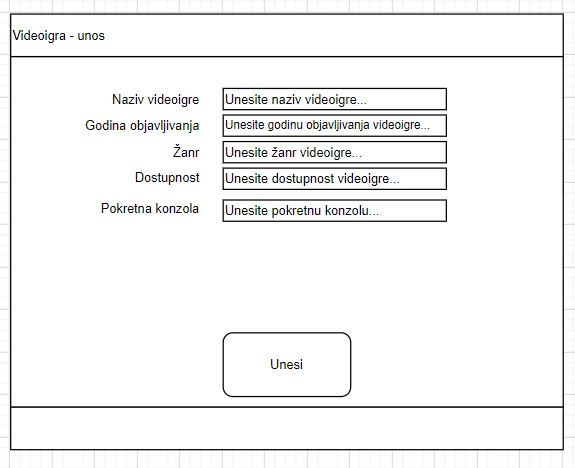 Videoigra - unos
Naziv videoigre Unesite naziv videoigre...
Godina objavljivanja Unesite godinu objavljivanja videoigre...
Žanr Unesite žanr videoigre...
Dostupnost Unesite dostupnost videoigre...
Pokretna konzola Unesite pokretnu konzolu...
Unesi